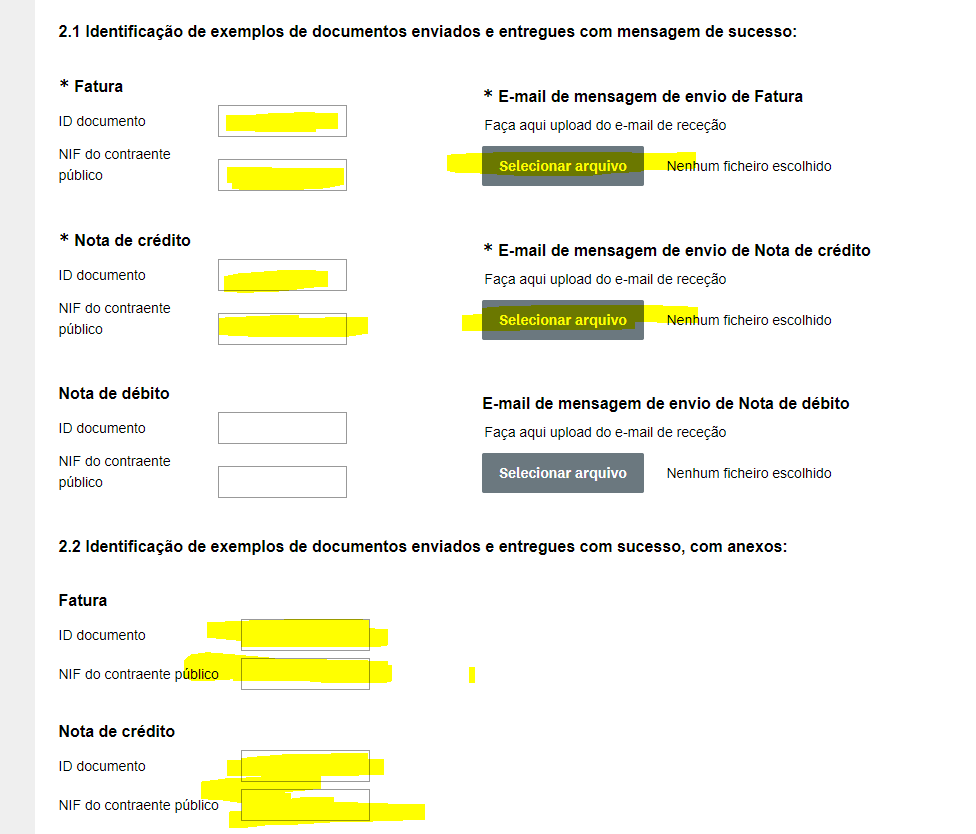 2.1 Identificação de exemplos de documentos enviados e entregues com mensagem de sucesso:
* Fatura
ID documento
NIF do contraente
público
* E-mail de mensagem de envio de Fatura
Faça aqui upload do e-mail de receção
Selecionar arquivo Nenhum ficheiro escolhido
* Nota de crédito
ID documento
NIF do contraente
público
* E-mail de mensagem de envio de Nota de crédito
Faça aqui upload do e-mail de receção
Selecionar arquivo Nenhum ficheiro escolhido
Nota de débito
ID documento
NIF do contraente
público
E-mail de mensagem de envio de Nota de débito
Faça aqui upload do e-mail de receção
Selecionar arquivo Nenhum ficheiro escolhido
2.2 Identificação de exemplos de documentos enviados e entregues com sucesso, com anexos:
Fatura
ID documento
NIF do contraente público
Nota de crédito
ID documento
NIF do contraente público